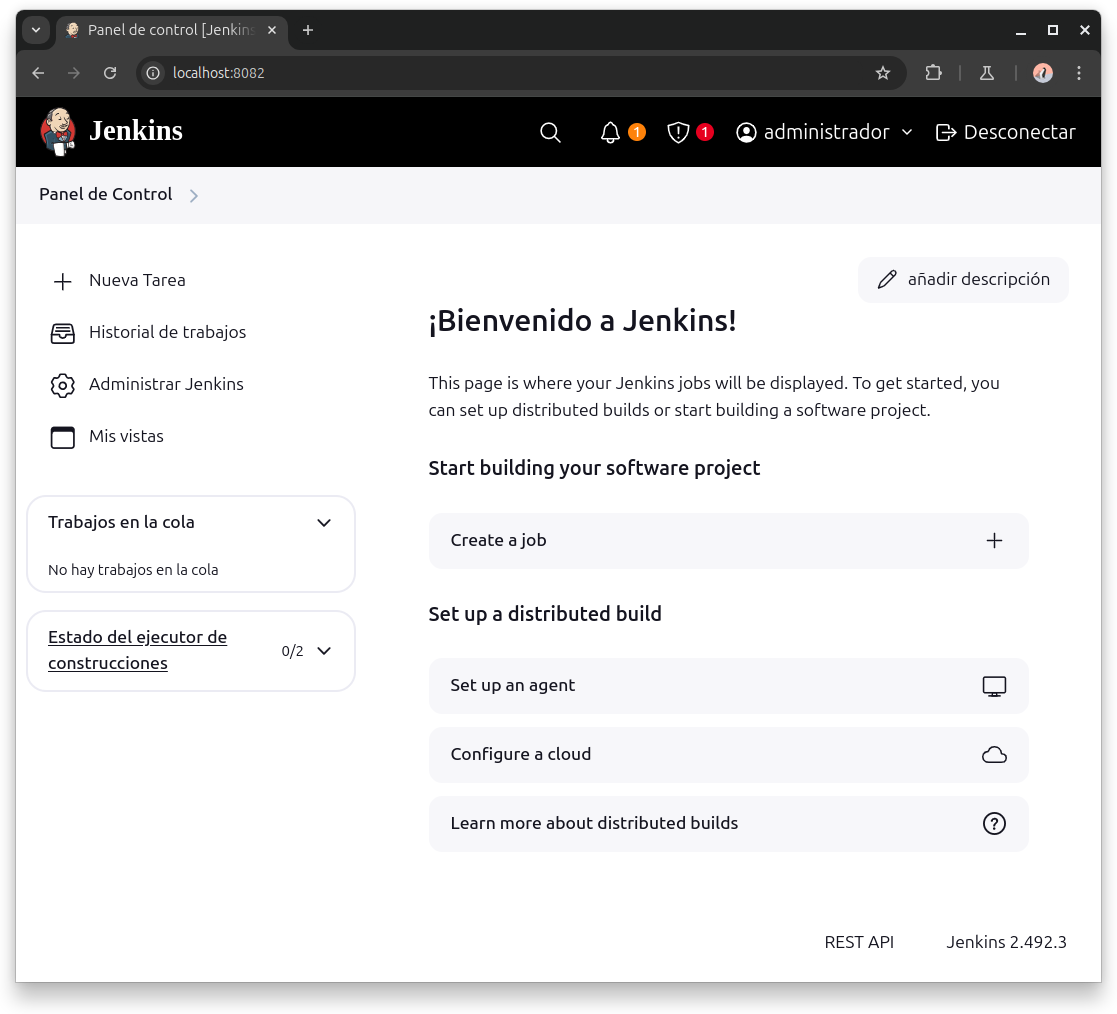 Panel de control [Jenkins
localhost:8082
Jenkins
1
1
administrador
Desconectar
Panel de Control
Nueva Tarea
Historial de trabajos
Administrar Jenkins
Mis vistas
Trabajos en la cola
No hay trabajos en la cola
Estado del ejecutor de
construcciones
0/2
añadir descripción
¡Bienvenido a Jenkins!
This page is where your Jenkins jobs will be displayed. To get started, you
can set up distributed builds or start building a software project.
Start building your software project
Create a job
Set up a distributed build
Set up an agent
Configure a cloud
Learn more about distributed builds
REST API
Jenkins 2.492.3